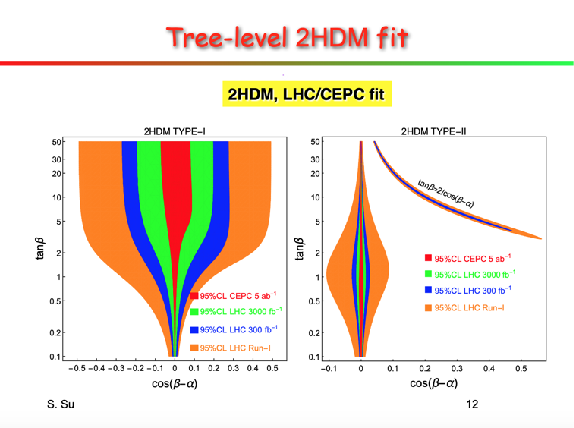 Tree-level 2HDM fit
2HDM, LHC/CEPC fit
2HDM TYPE-I
50
30
20
10
5
2
1
0.5
0.2
0.1
tanβ
95%CL CEPC 5 ab⁻¹
95%CL LHC 3000 fb⁻¹
95%CL LHC 300 fb⁻¹
95%CL LHC Run-I
-0.5 -0.4 -0.3 -0.2 -0.1 0 0.1 0.2 0.3 0.4 0.5
cos(β-α)
2HDM TYPE-II
50
30
20
10
5
2
1
0.5
0.2
0.1
tanβ
tanβ=2/cos(β-α)
95%CL CEPC 5 ab⁻¹
95%CL LHC 3000 fb⁻¹
95%CL LHC 300 fb⁻¹
95%CL LHC Run-I
-0.1 0 0.1 0.2 0.3 0.4 0.5
cos(β-α)
S. Su
12